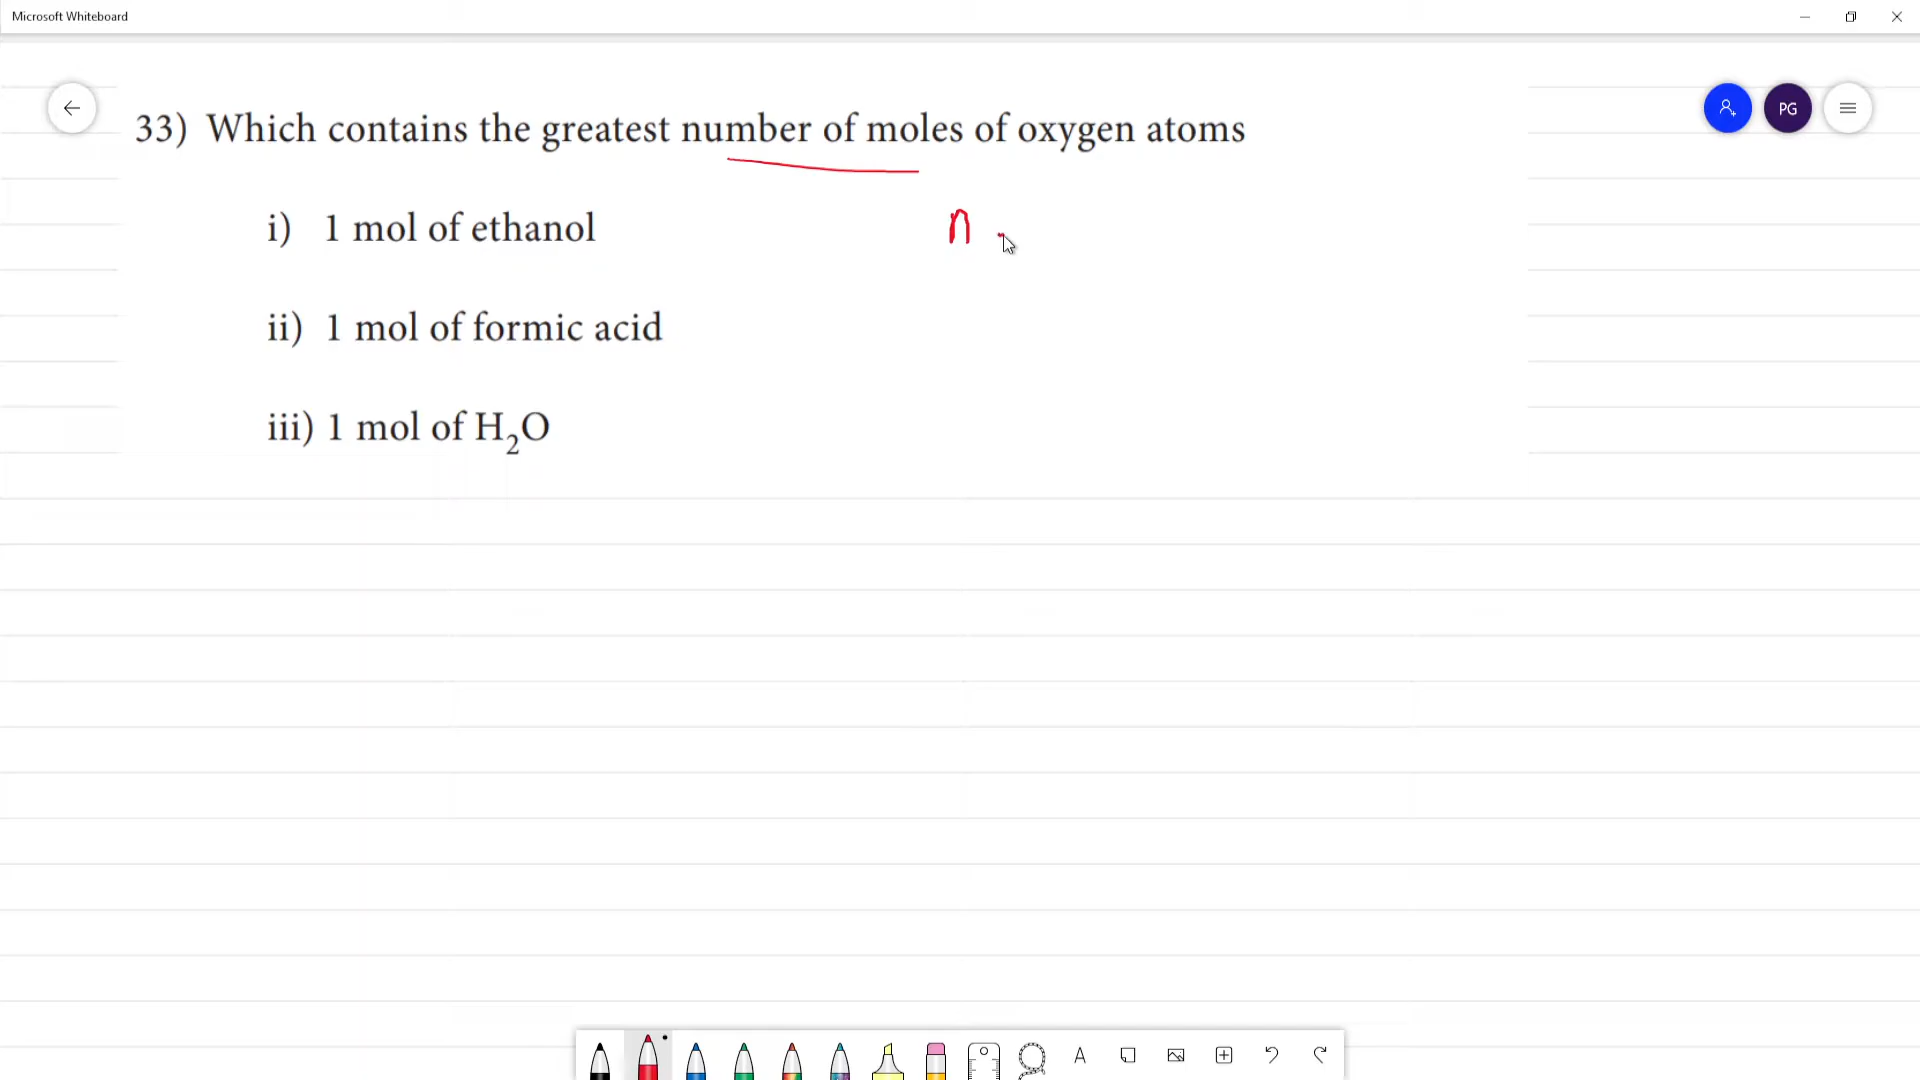 Microsoft Whiteboard
33) Which contains the greatest number of moles of oxygen atoms
PG
i) 1 mol of ethanol
n
ii) 1 mol of formic acid
iii) 1 mol of H₂O
A